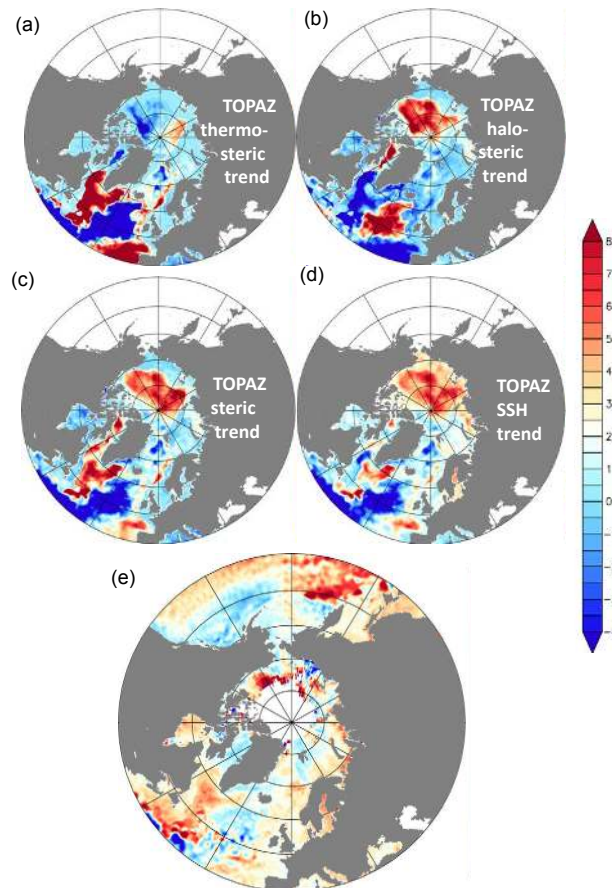 (a)
TOPAZ
thermo-
steric
trend
(b)
TOPAZ
halo-
steric
trend
(c)
TOPAZ
steric
trend
(d)
TOPAZ
SSH
trend
(e)
8
7
6
5
4
3
2
1
0